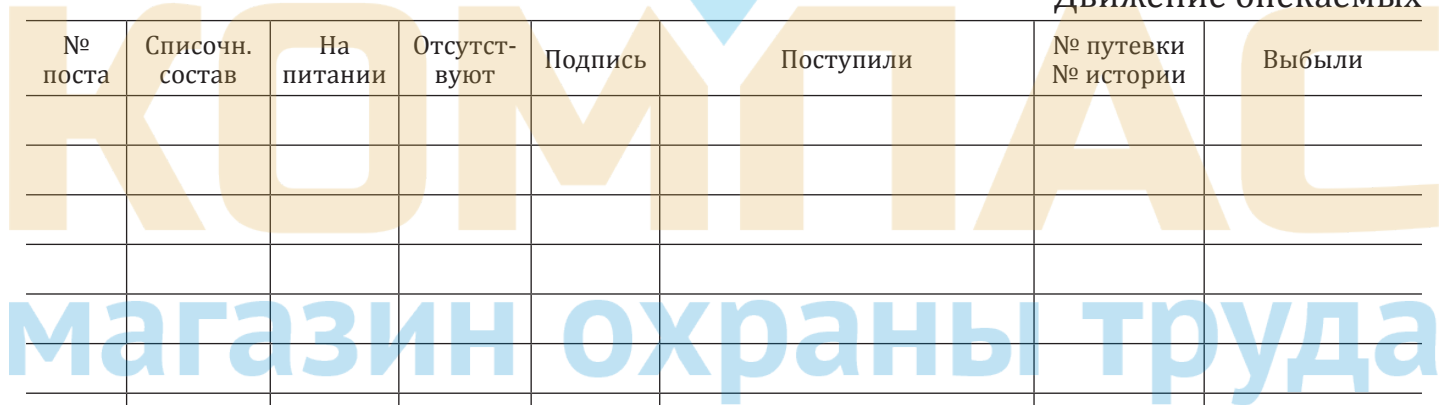 Движение опекаемых
№ поста
Списочн. состав
На питании
Отсутст-
вуют
Подпись
Поступили
№ путевки
№ истории
Выбыли
КОМПАС
магазин охраны труда